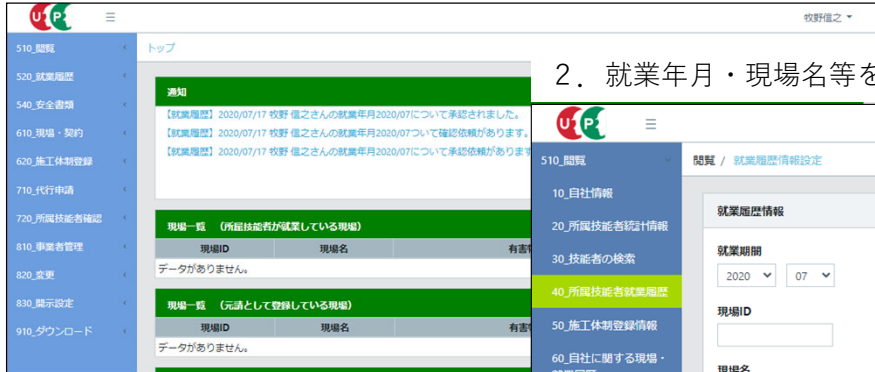 牧野信之
510_閲覧
520_就業履歴
540_安全書類
610_現場・契約
620_施工体制登録
710_代行申請
720_所属技能者確認
810_事業者管理
820_変更
830_開示設定
910_ダウンロード
トップ
通知
【就業履歴】2020/07/17 牧野 信之さんの就業年月2020/07について承認されました。
【就業履歴】2020/07/17 牧野 信之さんの就業年月2020/07ついて確認依頼があります。
【就業履歴】2020/07/17 牧野 信之さんの就業年月2020/07について承認依頼があります
現場一覧 （所属技能者が就業している現場）
現場ID 現場名 有害
データがありません。
現場一覧 （元請として登録している現場）
現場ID 現場名 有害
データがありません。
２．就業年月・現場名等を
510_閲覧
10_自社情報
20_所属技能者統計情報
30_技能者の検索
40_所属技能者就業履歴
50_施工体制登録情報
60_自社に関する現場・
閲覧 / 就業履歴情報設定
就業履歴情報
就業期間
2020 07
現場ID
現場名